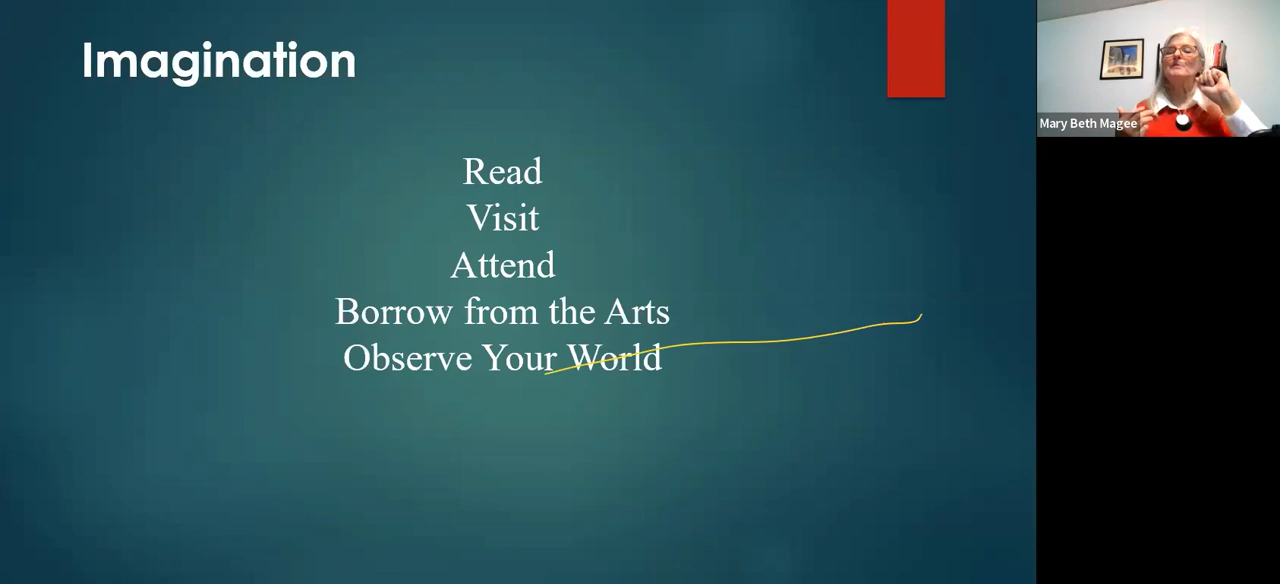 Imagination
Read
Visit
Attend
Borrow from the Arts
Observe Your World
Mary Beth Magee